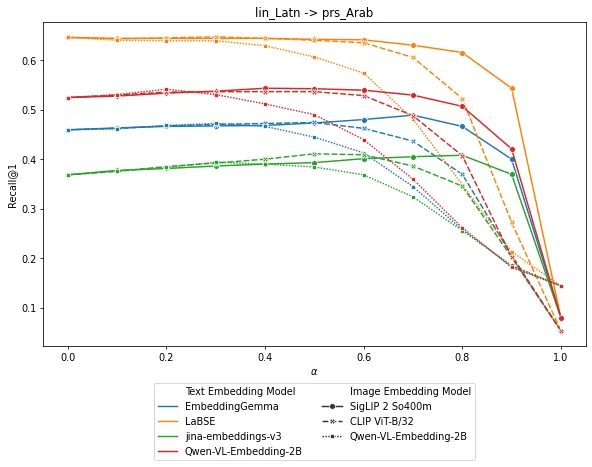 lin_Latn -> prs_Arab
Recall@1
0.6
0.5
0.4
0.3
0.2
0.1
0.0 0.2 0.4 0.6 0.8 1.0
α
Text Embedding Model Image Embedding Model
EmbeddingGemma SigLIP 2 So400m
LaBSE CLIP ViT-B/32
jina-embeddings-v3 Qwen-VL-Embedding-2B
Qwen-VL-Embedding-2B